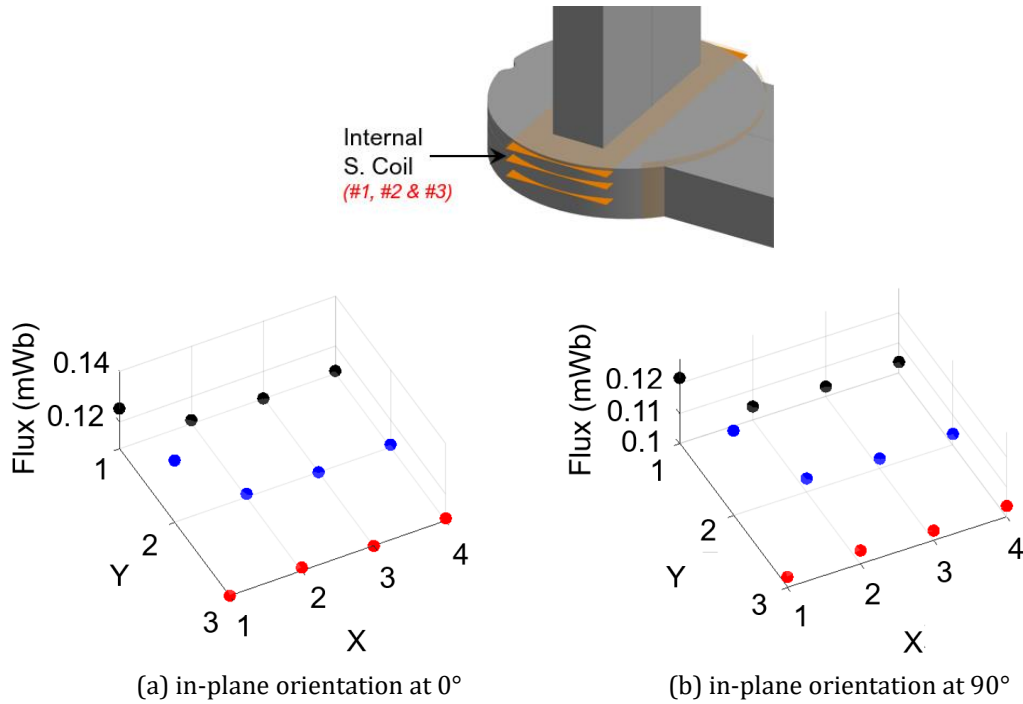 Internal
S. Coil
(#1, #2 & #3)
Flux (mWb)
0.14
0.12
1
2
3
Y
1
2
3
4
X
(a) in-plane orientation at 0°
Flux (mWb)
0.12
0.11
0.1
1
2
3
Y
1
2
3
4
X
(b) in-plane orientation at 90°